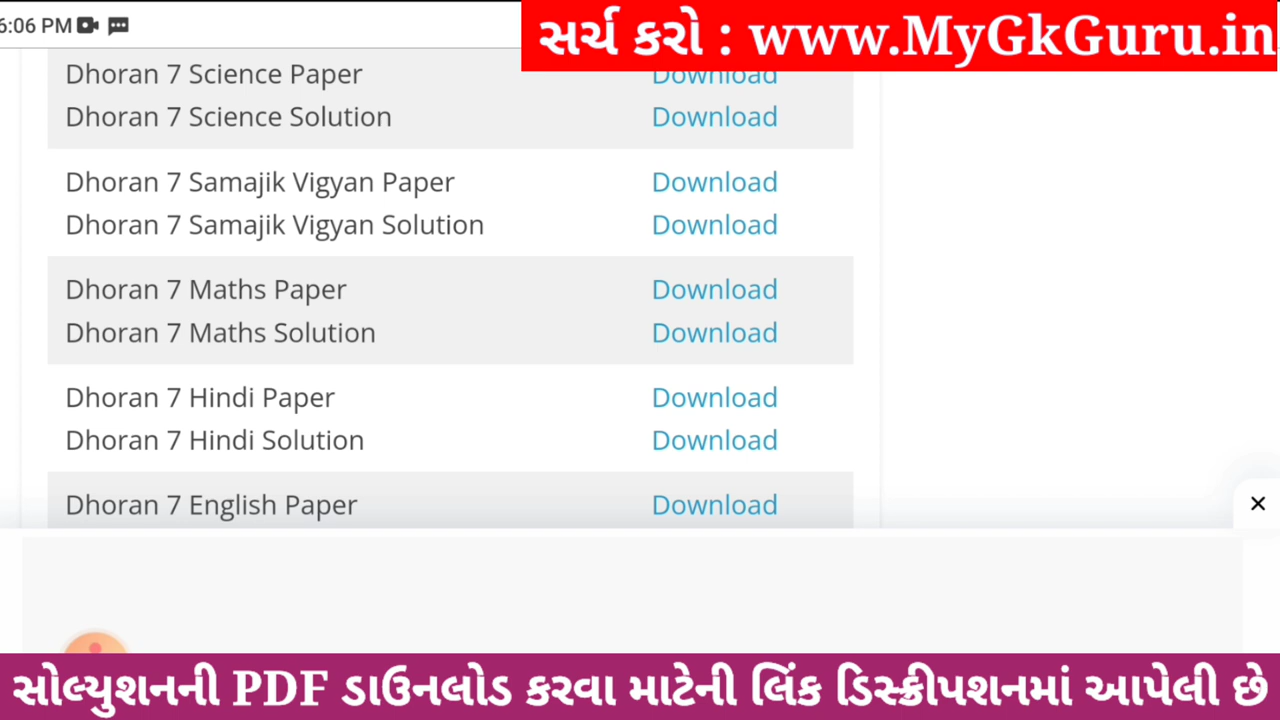 6:06 PM
સર્ચ કરો : www.MyGkGuru.in
Dhoran 7 Science Paper Download
Dhoran 7 Science Solution Download
Dhoran 7 Samajik Vigyan Paper Download
Dhoran 7 Samajik Vigyan Solution Download
Dhoran 7 Maths Paper Download
Dhoran 7 Maths Solution Download
Dhoran 7 Hindi Paper Download
Dhoran 7 Hindi Solution Download
Dhoran 7 English Paper Download
સોલ્યુશનની PDF ડાઉનલોડ કરવા માટેની લિંક ડિસ્ક્રીપશનમાં આપેલી છે